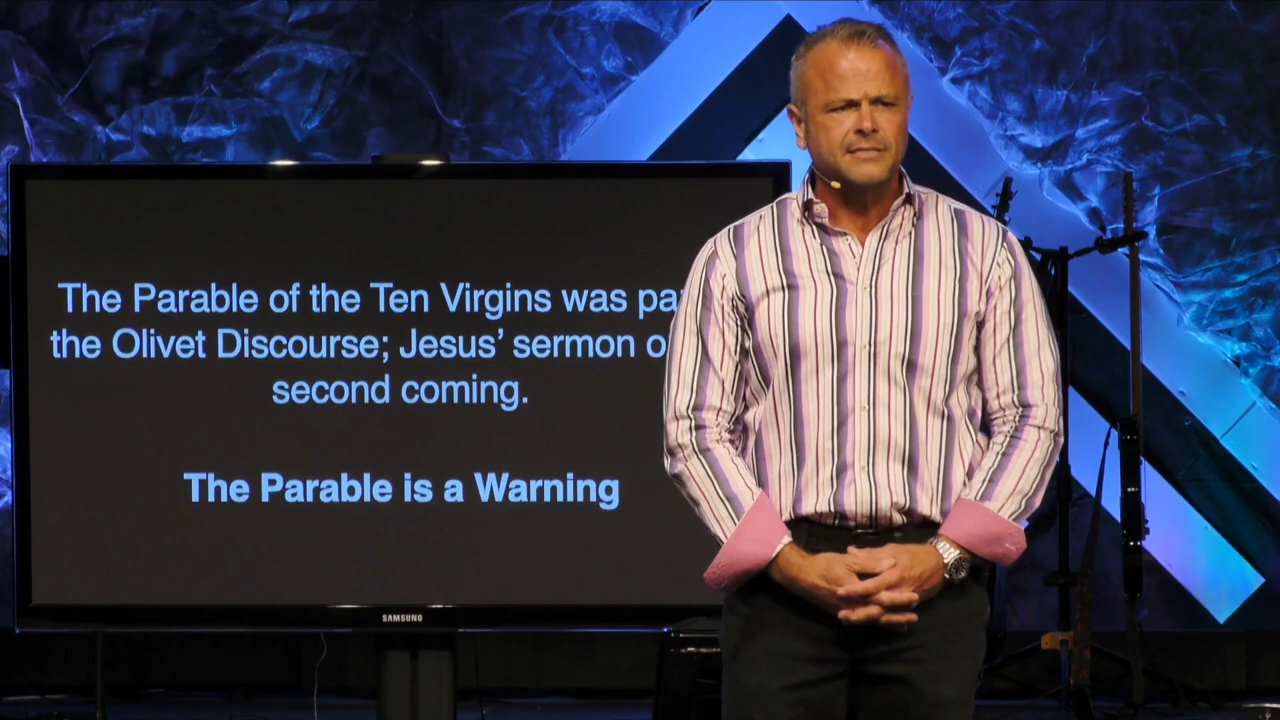 The Parable of the Ten Virgins was
the Olivet Discourse; Jesus’ sermon
second coming.
The Parable is a Warning
SAMSUNG